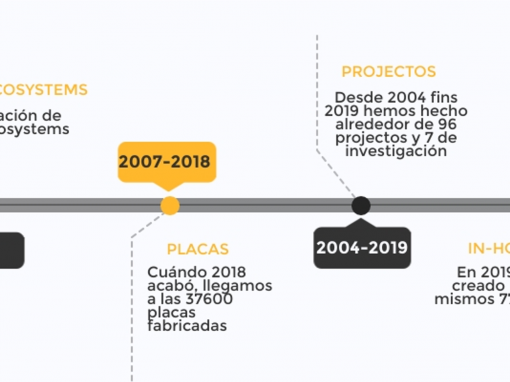 COSYSTEMS
ación de
osystems
2007-2018
PLACAS
Cuándo 2018
acabó, llegamos
a las 37600
placas
fabricadas
PROJECTOS
Desde 2004 fins
2019 hemos hecho
alrededor de 96
projectos y 7 de
investigación
2004-2019
IN-HO
En 2019
creado
mismos 77